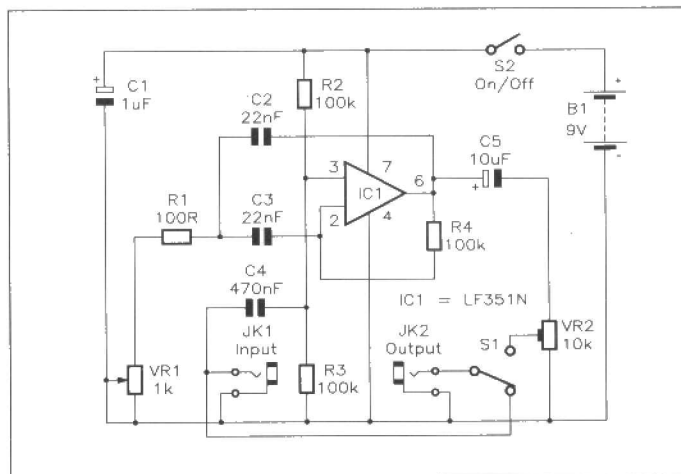 +
C1
1uF
R2
100k
S2
On/Off
+
B1
9V
-
C2
22nF
3
7
IC1
6
2
4
C5
10uF
+
R1
100R
C3
22nF
R4
100k
C4
470nF
IC1 = LF351N
JK1
Input
JK2
Output
S1
VR1
1k
R3
100k
VR2
10k